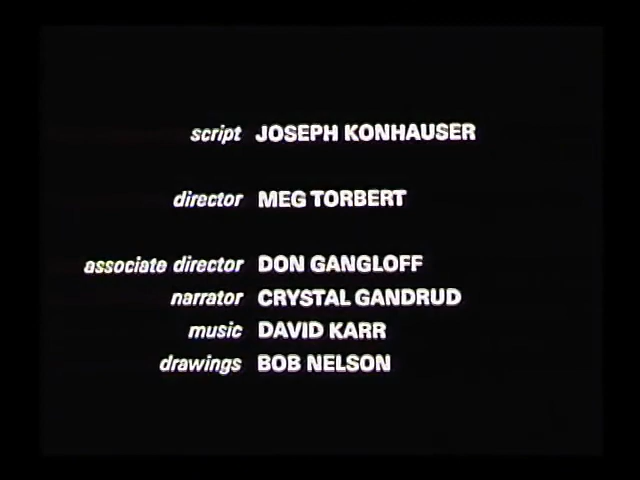 script JOSEPH KONHAUSER
director MEG TORBERT
associate director DON GANGLOFF
narrator CRYSTAL GANDRUD
music DAVID KARR
drawings BOB NELSON